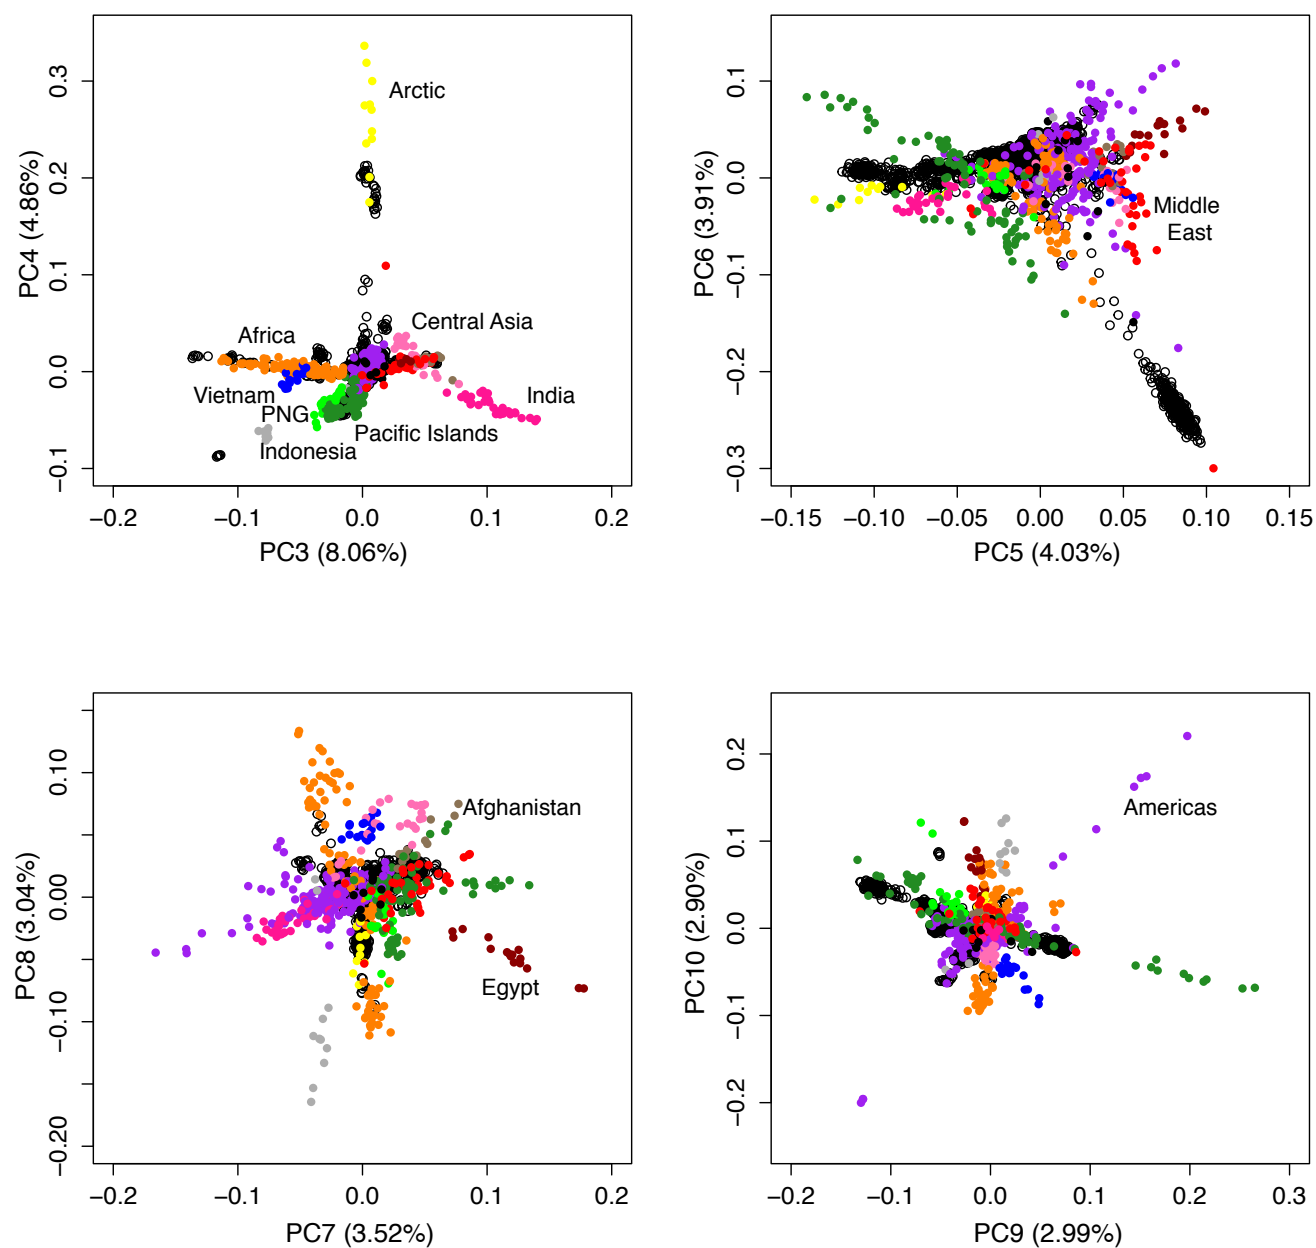 0.3
0.2
0.1
0.0
−0.1
PC4 (4.86%)
Arctic
Africa
Central Asia
Vietnam
India
PNG
Pacific Islands
Indonesia
−0.2 −0.1 0.0 0.1 0.2
PC3 (8.06%)
0.1
0.0
−0.1
−0.2
−0.3
PC6 (3.91%)
Middle
East
−0.15 −0.10 −0.05 0.00 0.05 0.10 0.15
PC5 (4.03%)
0.10
0.00
−0.10
−0.20
PC8 (3.04%)
Afghanistan
Egypt
−0.2 −0.1 0.0 0.1 0.2
PC7 (3.52%)
0.2
0.1
0.0
−0.1
−0.2
PC10 (2.90%)
Americas
−0.2 −0.1 0.0 0.1 0.2 0.3
PC9 (2.99%)